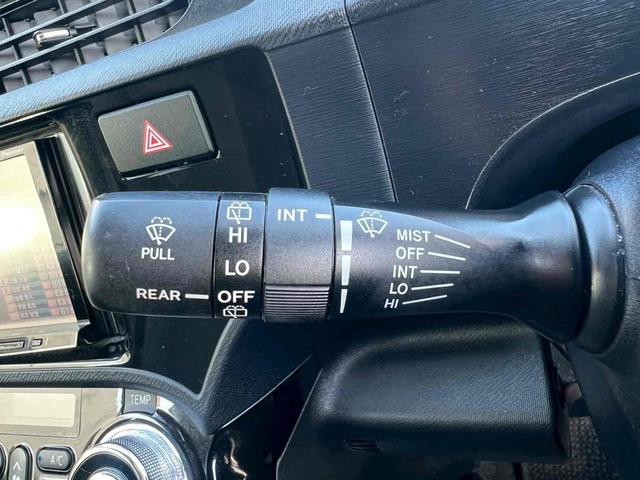 PULL
REAR
HI
LO
OFF
INT
MIST
OFF
INT
LO
HI
TEMP
A/C